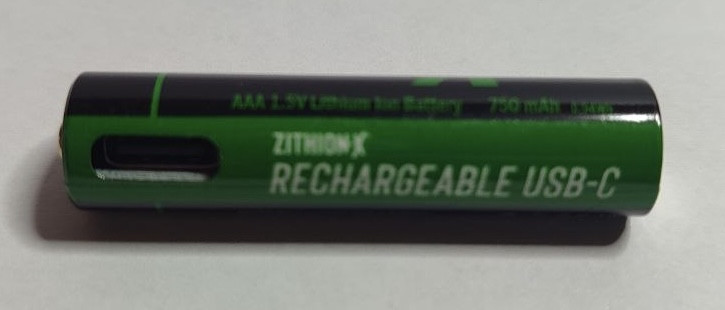 AAA 1.5V Lithium Ion Battery 750 mAh
ZITHION-X
RECHARGEABLE USB-C